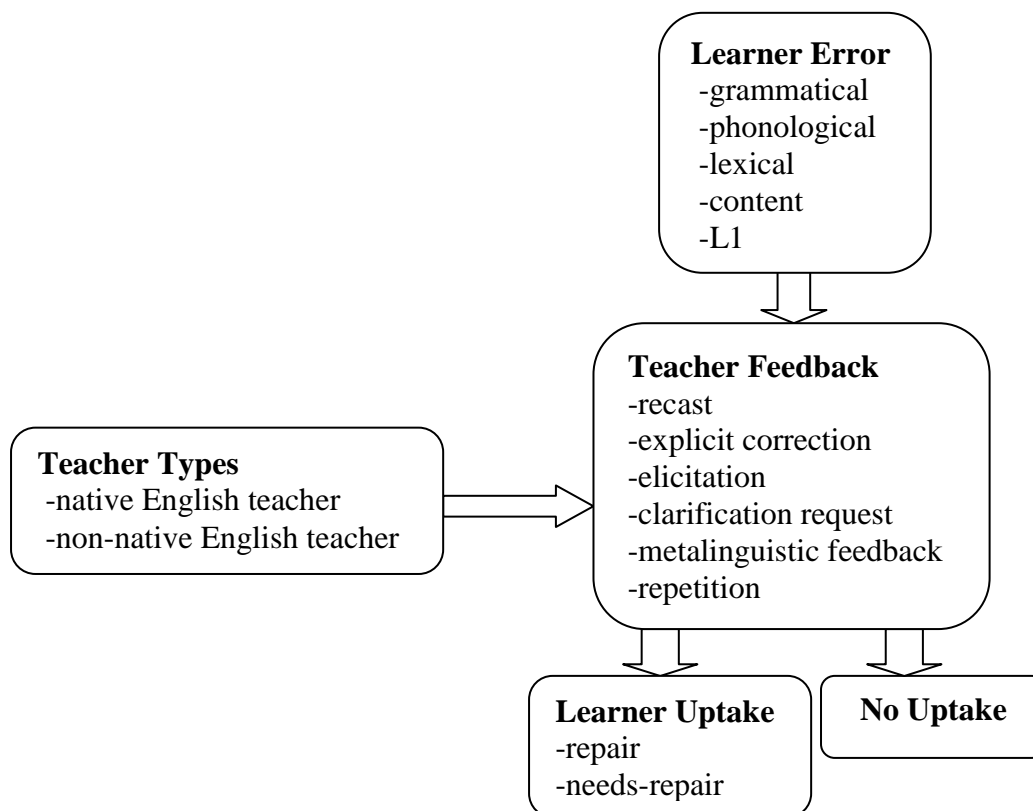 Learner Error
-grammatical
-phonological
-lexical
-content
-L1
Teacher Feedback
-recast
-explicit correction
-elicitation
-clarification request
-metalinguistic feedback
-repetition
Teacher Types
-native English teacher
-non-native English teacher
Learner Uptake
-repair
-needs-repair
No Uptake